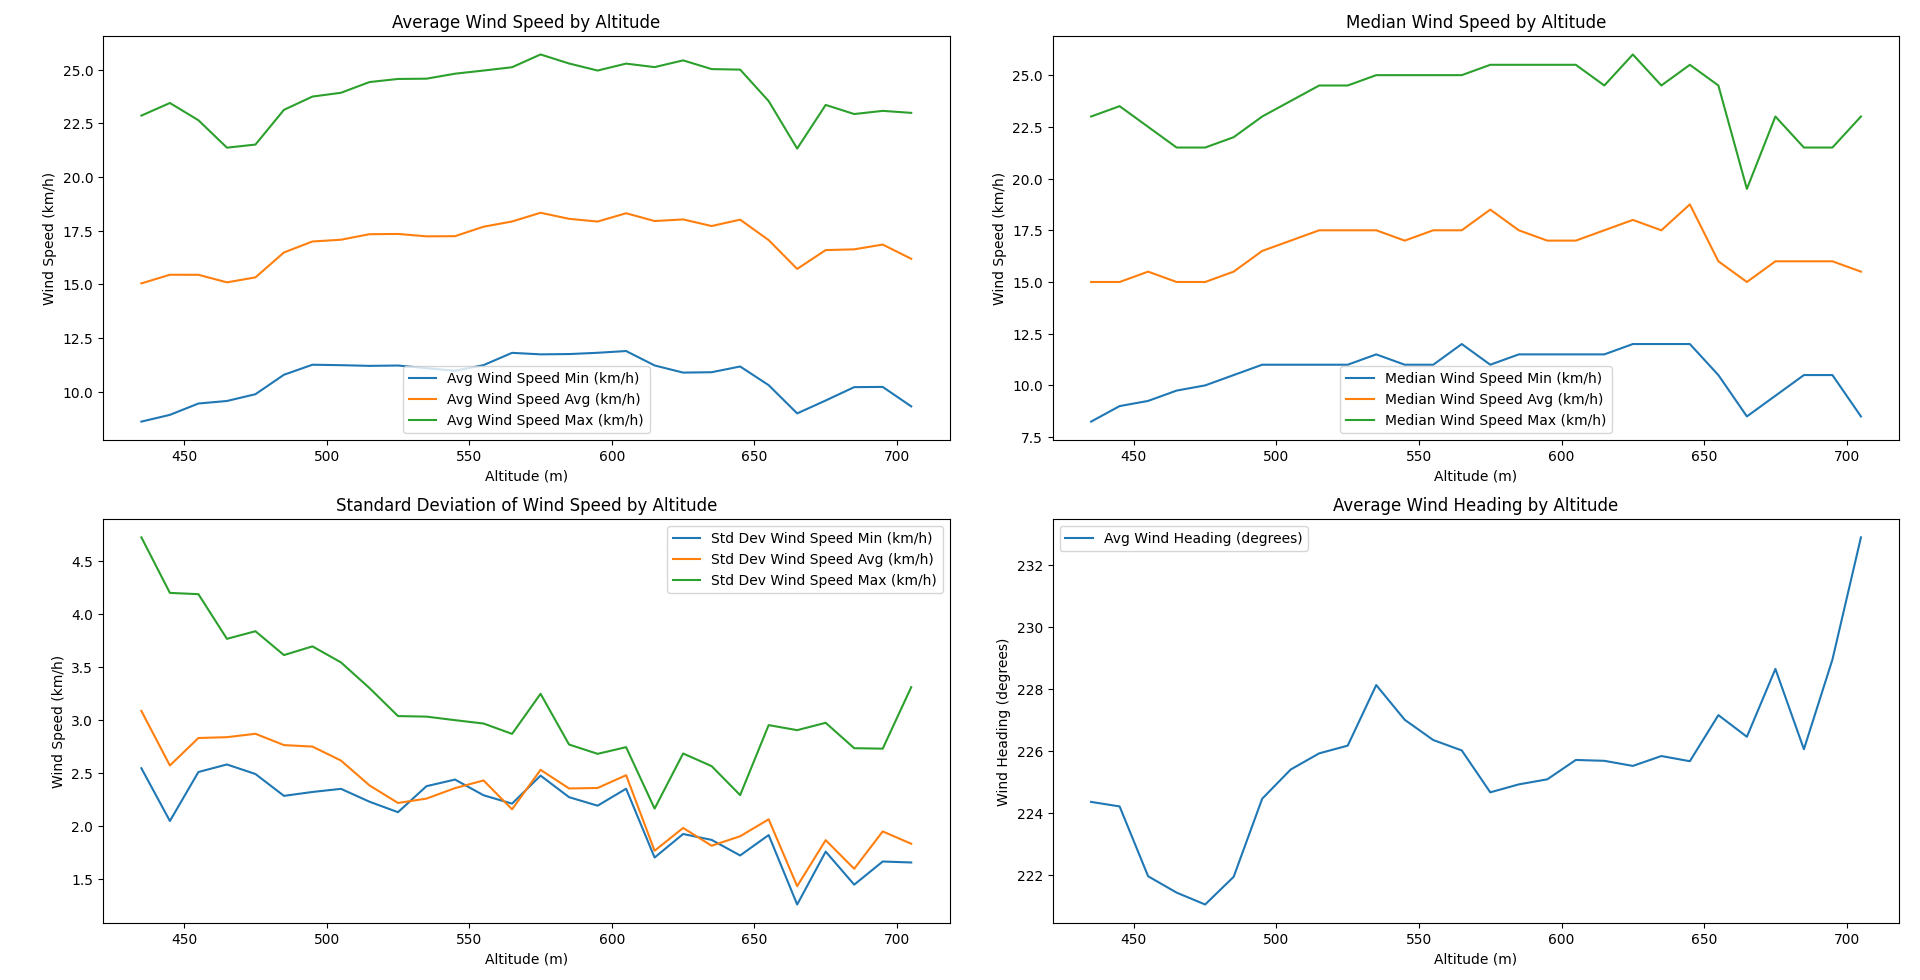 Average Wind Speed by Altitude
Wind Speed (km/h)
25.0
22.5
20.0
17.5
15.0
12.5
10.0
Avg Wind Speed Min (km/h)
Avg Wind Speed Avg (km/h)
Avg Wind Speed Max (km/h)
450 500 550 600 650 700
Altitude (m)
Median Wind Speed by Altitude
Wind Speed (km/h)
25.0
22.5
20.0
17.5
15.0
12.5
10.0
7.5
Median Wind Speed Min (km/h)
Median Wind Speed Avg (km/h)
Median Wind Speed Max (km/h)
450 500 550 600 650 700
Altitude (m)
Standard Deviation of Wind Speed by Altitude
Wind Speed (km/h)
4.5
4.0
3.5
3.0
2.5
2.0
1.5
Std Dev Wind Speed Min (km/h)
Std Dev Wind Speed Avg (km/h)
Std Dev Wind Speed Max (km/h)
450 500 550 600 650 700
Altitude (m)
Average Wind Heading by Altitude
Wind Heading (degrees)
232
230
228
226
224
222
Avg Wind Heading (degrees)
450 500 550 600 650 700
Altitude (m)